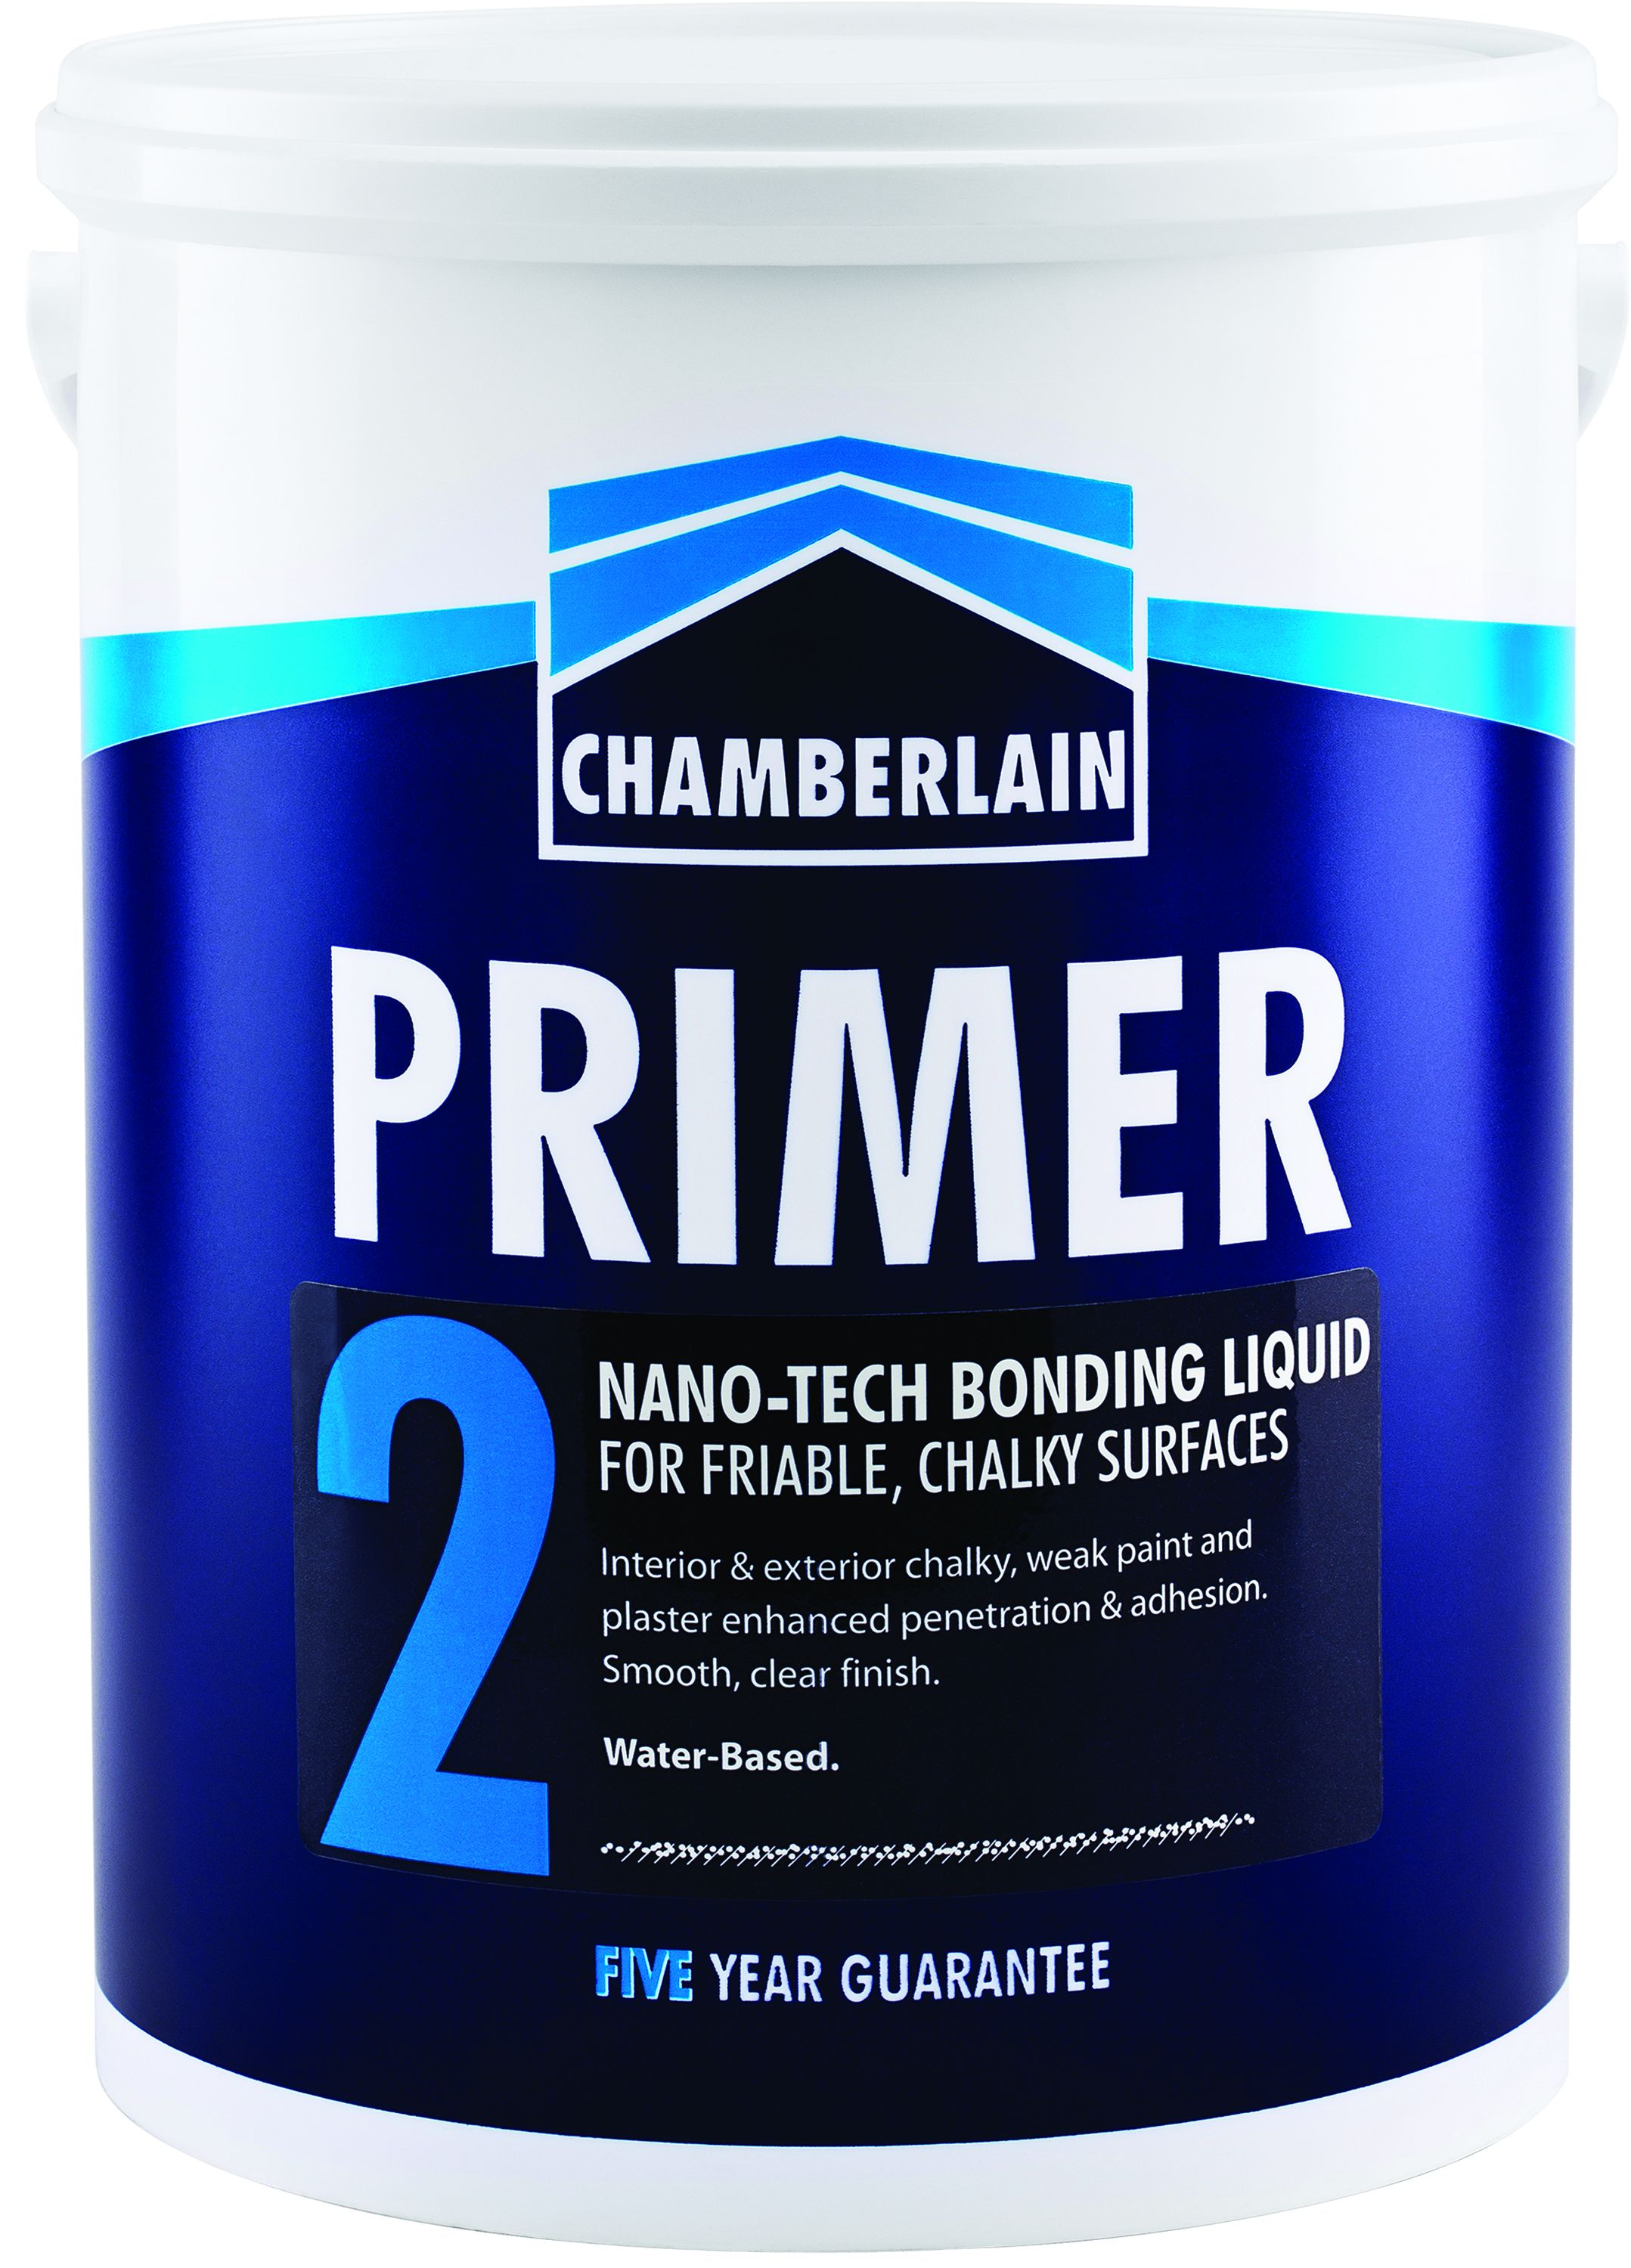 CHAMBERLAIN
PRIMER
2
NANO-TECH BONDING LIQUID
FOR FRIABLE, CHALKY SURFACES
Interior & exterior chalky, weak paint and
plaster enhanced penetration & adhesion.
Smooth, clear finish.
Water-Based.
FIVE YEAR GUARANTEE